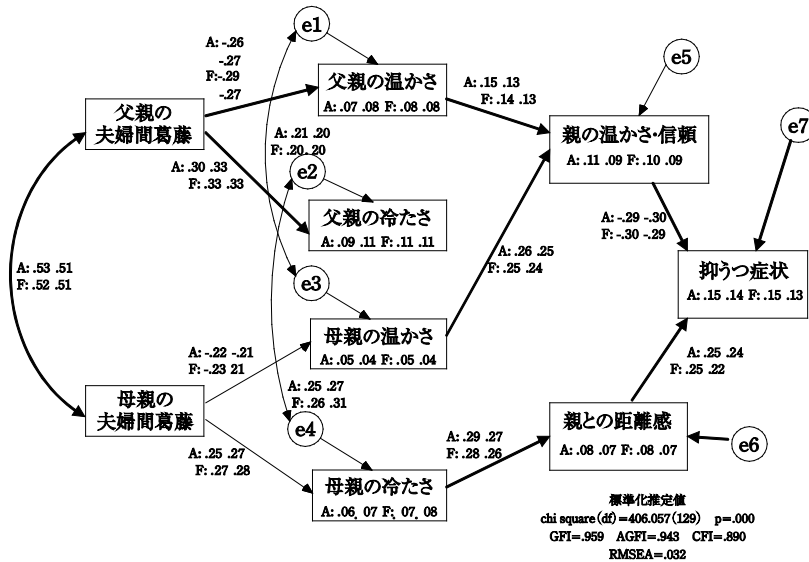 e1
A: -.26
-.27
F:-.29
-.27
父親の温かさ
A: .07 .08 F: .08 .08
A: .15 .13
F: .14 .13
e5
e7
父親の
夫婦間葛藤
A: .21 .20
F: .20 .20
親の温かさ・信頼
A: .11 .09 F: .10 .09
A: .30 .33
F: .33 .33
e2
父親の冷たさ
A: .09 .11 F: .11 .11
A: -.29 -.30
F: -.30 -.29
A: .53 .51
F: .52 .51
A: .26 .25
F: .25 .24
抑うつ症状
A: .15 .14 F: .15 .13
e3
母親の温かさ
A: .05 .04 F: .05 .04
A: -.22 -.21
F: -.23 21
A: .25 .24
F: .25 .22
母親の
夫婦間葛藤
A: .25 .27
F: .26 .31
e4
親との距離感
A: .08 .07 F: .08 .07
e6
A: .29 .27
F: .28 .26
A: .25 .27
F: .27 .28
母親の冷たさ
A: .06. 07 F: .07 .08
標準化推定値
chi square(df)=406.057(129) p=.000
GFI=.959 AGFI=.943 CFI=.890
RMSEA=.032